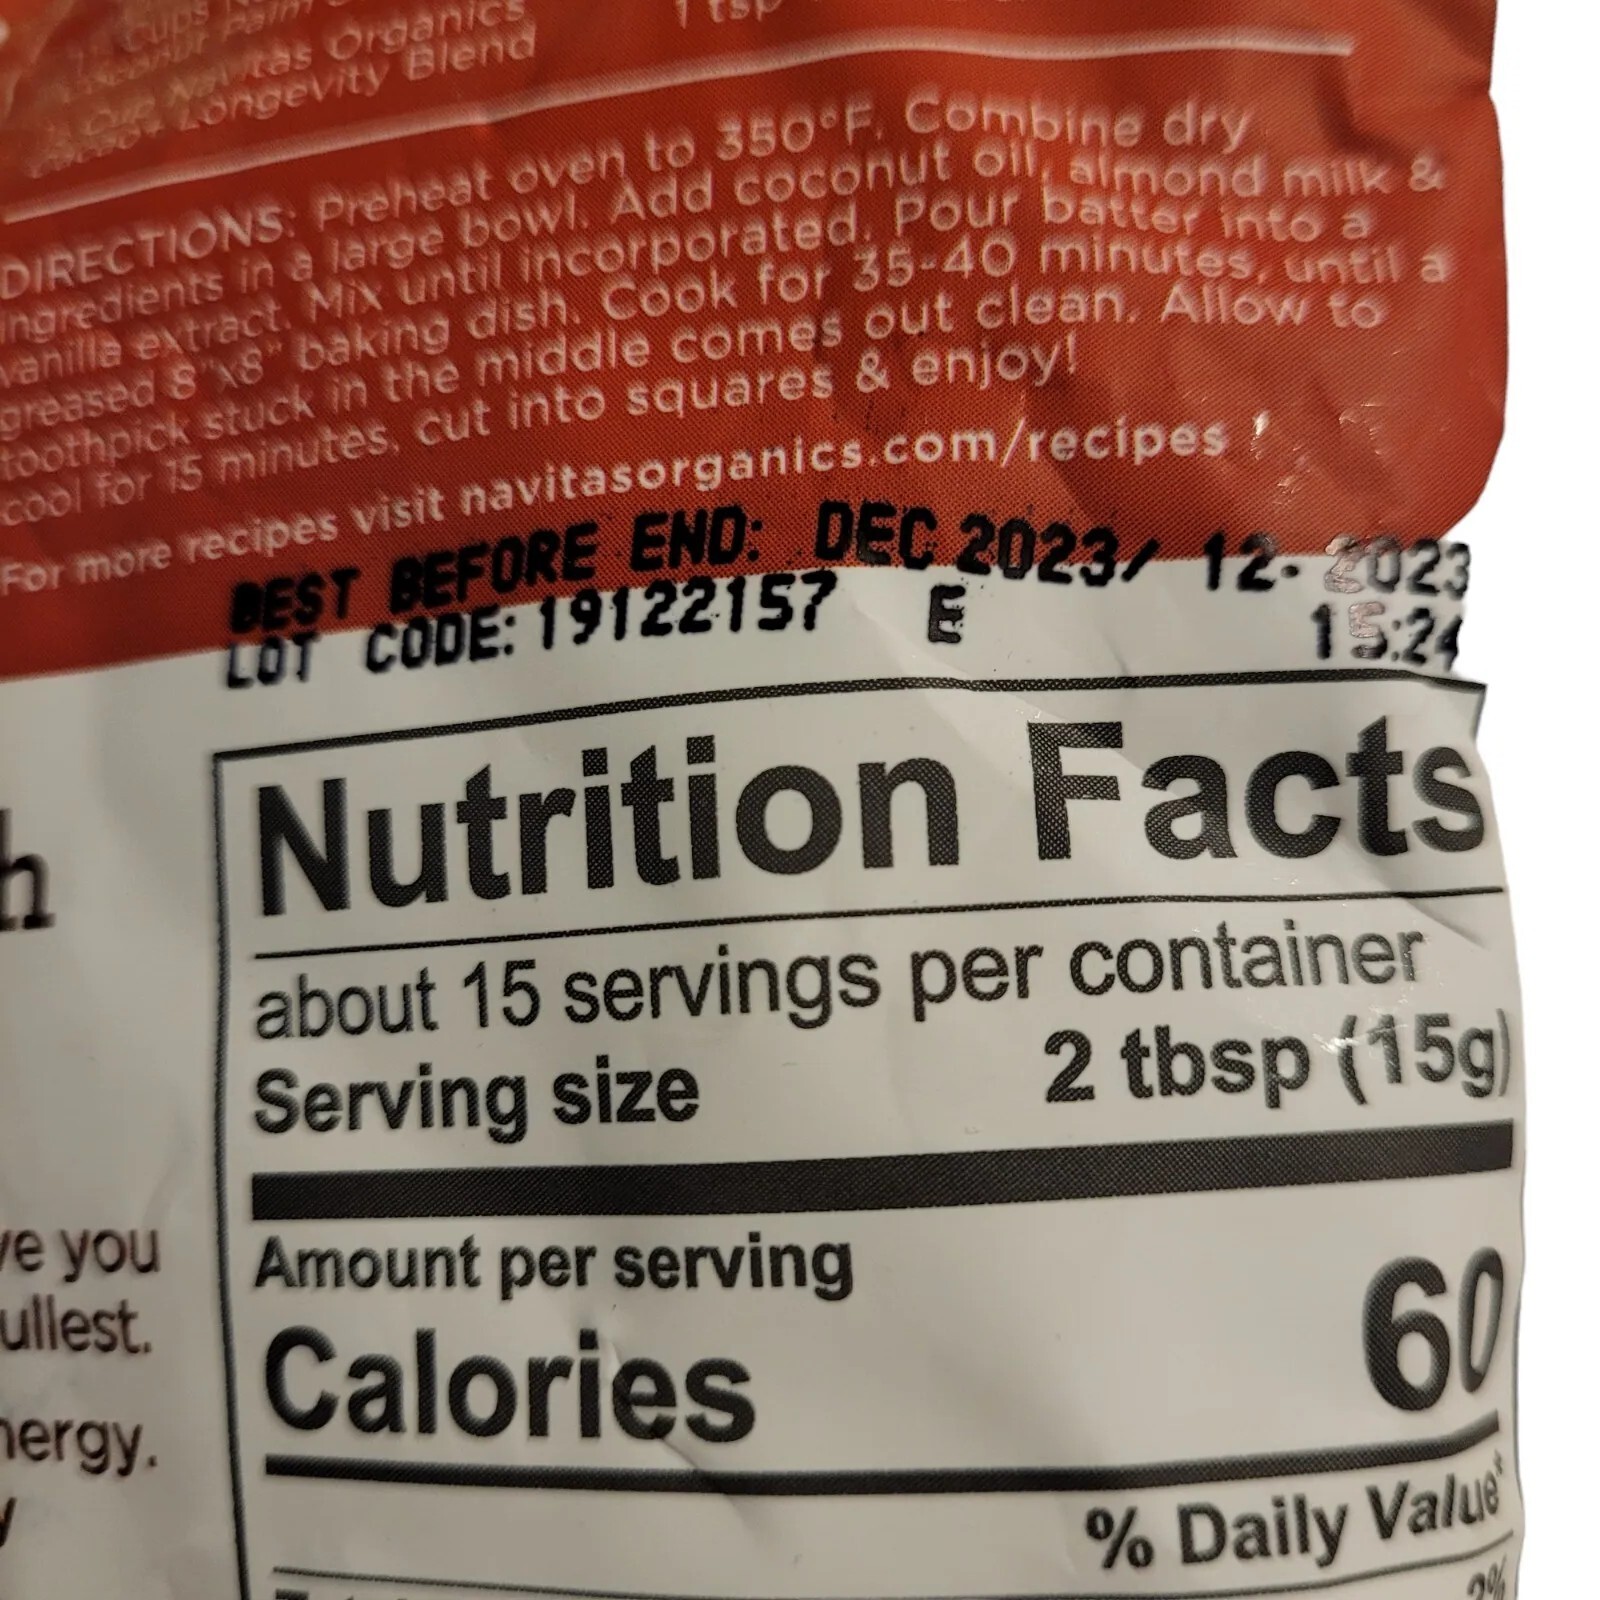 Cups
Palm
Navitas Organics
Longevity Blend
1 tsp
DIRECTIONS: Preheat oven to 350°F. Combine dry
ingredients in a large bowl. Add coconut oil, almond milk &
vanilla extract. Mix until incorporated. Pour batter into a
greased 8"x8" baking dish. Cook for 35-40 minutes, until a
toothpick stuck in the middle comes out clean. Allow to
cool for 15 minutes, cut into squares & enjoy!
For more recipes visit navitasorganics.com/recipes
BEST BEFORE END: DEC 2023/ 12-2023
LOT CODE: 19122157 E 15:24
Nutrition Facts
about 15 servings per container
Serving size 2 tbsp (15g)
Amount per serving
Calories 60
% Daily Value*
h
ve you
ullest.
nergy.
y